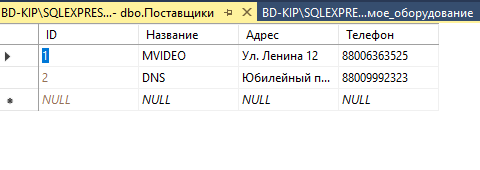 BD-KIP\SQLEXPRES...- dbo.Поставщики BD-KIP\SQLEXPRE...мое_оборудование
ID Название Адрес Телефон
1 MVIDEO Ул. Ленина 12 88006363525
2 DNS Юбилейный п... 88009992323
NULL NULL NULL NULL